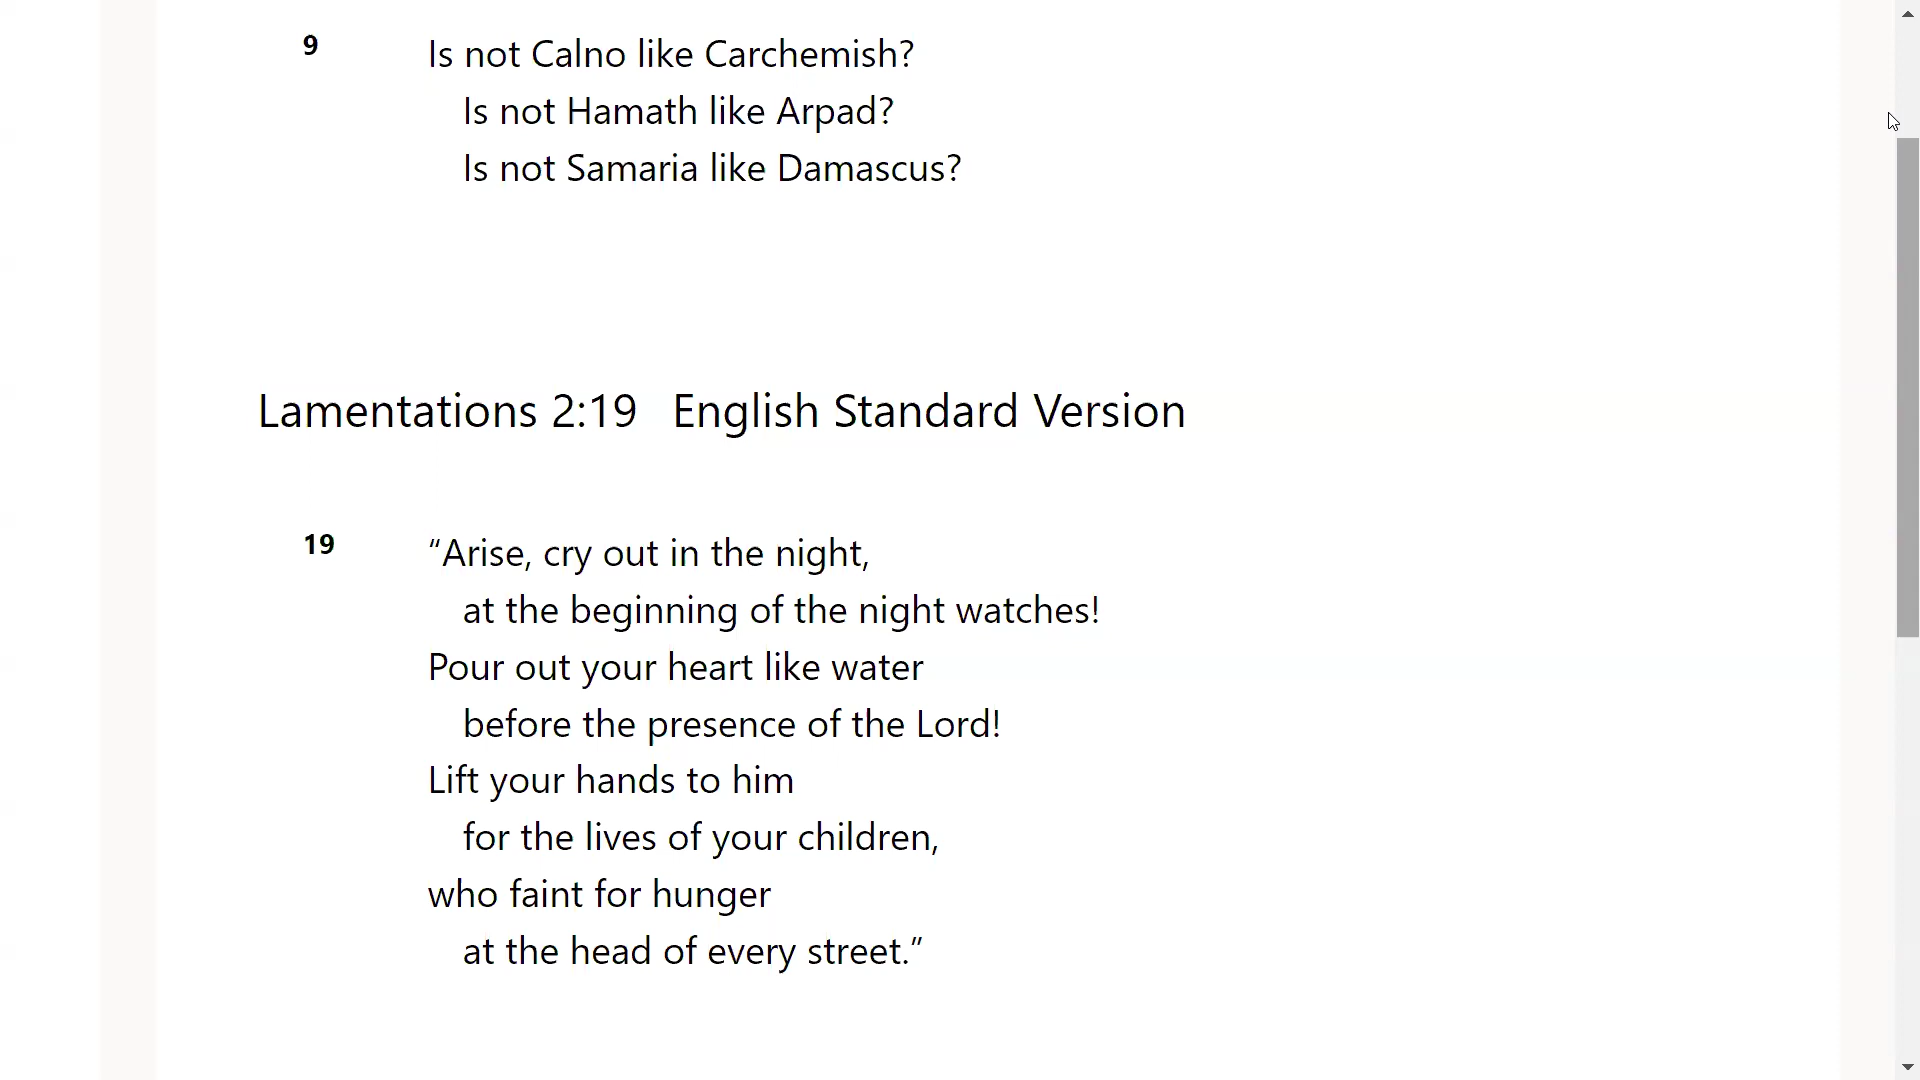 9 Is not Calno like Carchemish?
Is not Hamath like Arpad?
Is not Samaria like Damascus?
Lamentations 2:19 English Standard Version
19 “Arise, cry out in the night,
at the beginning of the night watches!
Pour out your heart like water
before the presence of the Lord!
Lift your hands to him
for the lives of your children,
who faint for hunger
at the head of every street.”